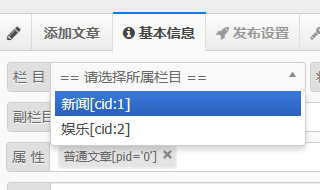 添加文章 基本信息 发布设置
栏 目 == 请选择所属栏目 ==
新闻[cid:1]
副栏目
娱乐[cid:2]
属 性 普通文章[pid='0'] ×